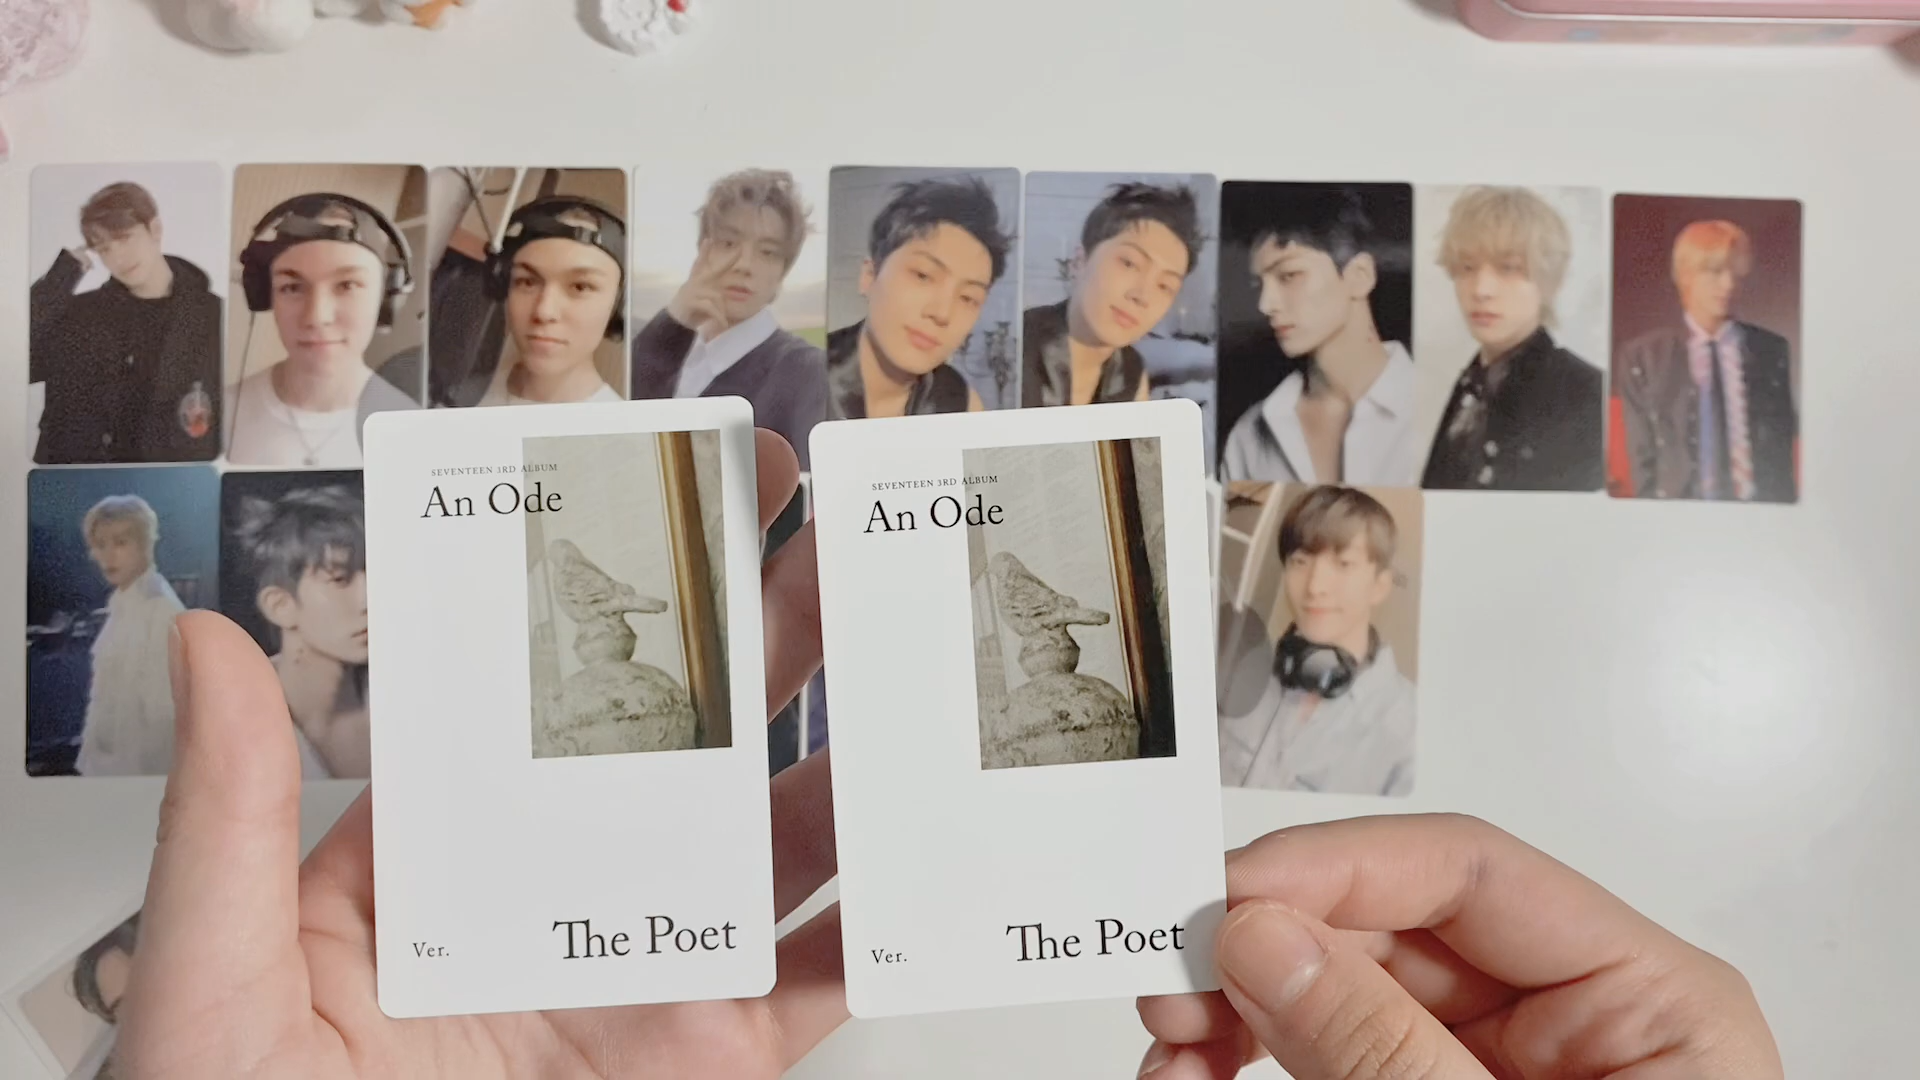 SEVENTEEN 3RD ALBUM
An Ode
Ver.
The Poet
SEVENTEEN 3RD ALBUM
An Ode
Ver.
The Poet